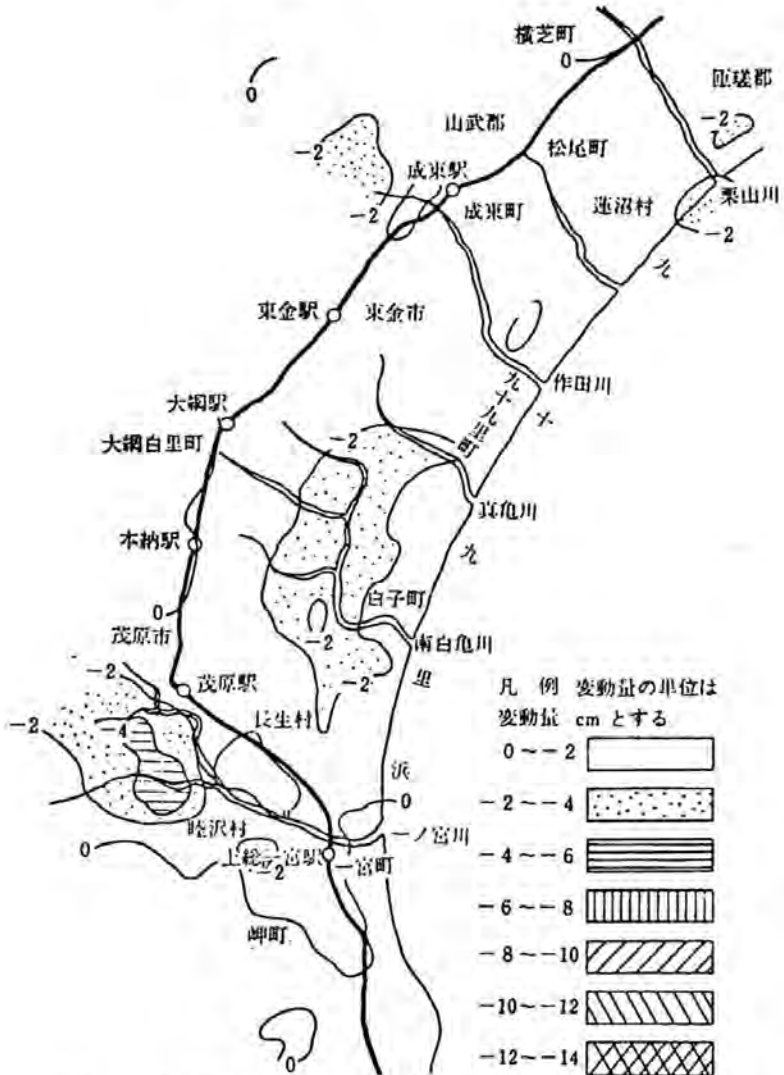 横芝町
0
匝瑳郡
0
-2
山武郡
松尾町
-2
成東駅
栗山川
蓮沼村
-2
成東町
-2
九
東金駅
東金市
作田川
大網駅
九十九里町
十
大網白里町
-2
真亀川
本納駅
九
白子町
0
-2
南白亀川
茂原市
-2
里
-2
茂原駅
凡 例 変動量の単位は
変動量 cm とする
-2
長生村
-4
0~-2
浜
0
-2~-4
睦沢村
一ノ宮川
0
上総一宮駅
一宮町
-4~-6
2
-6~-8
岬町
-8~-10
-10~-12
0
-12~-14